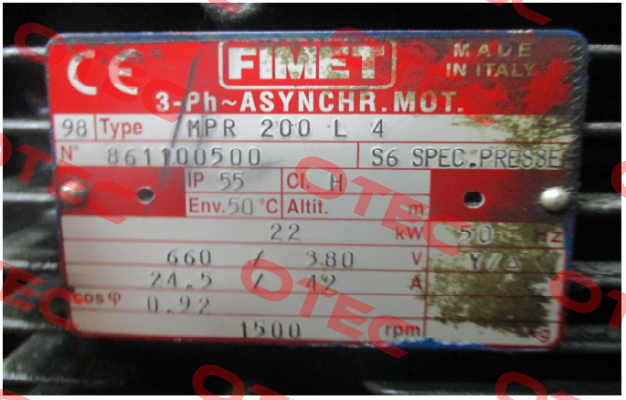 CE FIMET MADE IN ITALY
3-Ph~ASYNCHR.MOT.
98 Type MPR 200 L 4
N° 861100500 S6 SPEC.PRESSE
IP 55 Cl. H
Env. 50 °C Altit. m
22 kW 50 Hz
660 / 380 V Y/△
24.5 / 42 A
cos φ 0.92
1500 rpm kg
OTEC